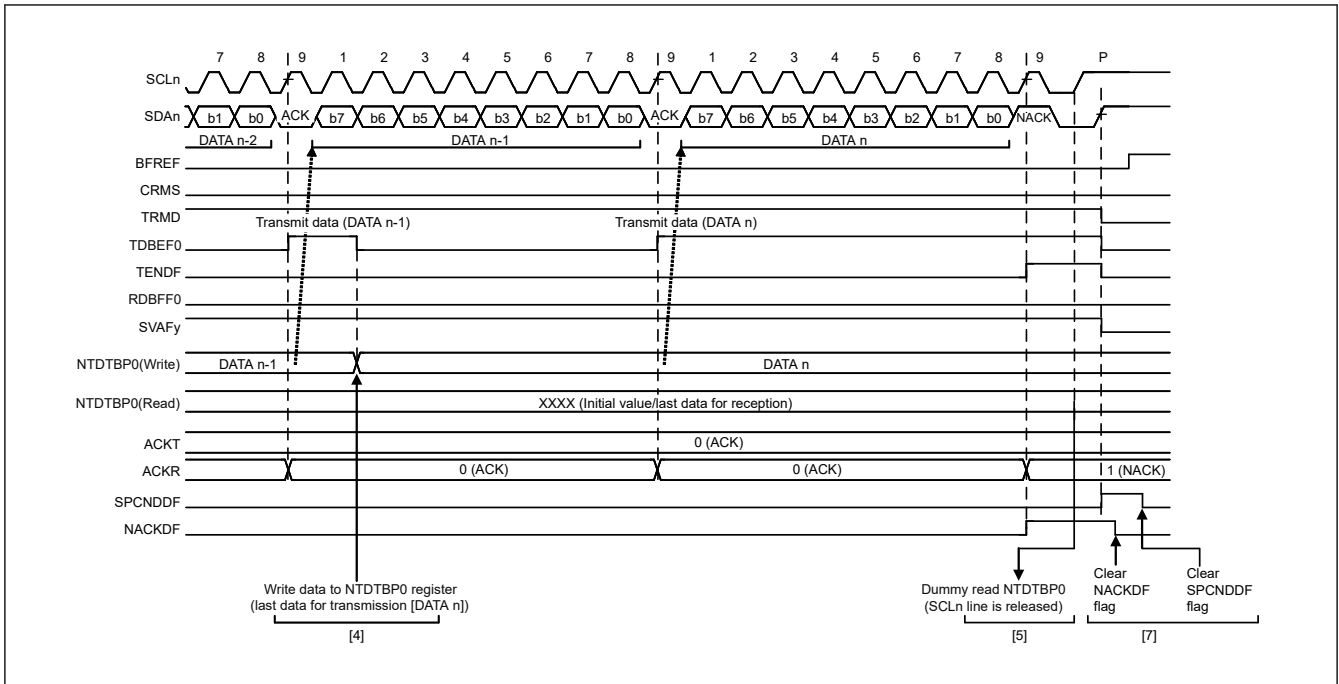 7 8 9 1 2 3 4 5 6 7 8 9 1 2 3 4 5 6 7 8 9 P
SCLn
SDAn b1 b0 ACK b7 b6 b5 b4 b3 b2 b1 b0 ACK b7 b6 b5 b4 b3 b2 b1 b0 NACK
DATA n-2 DATA n-1 DATA n
BFREF
CRMS
TRMD
Transmit data (DATA n-1) Transmit data (DATA n)
TDBEF0
TENDF
RDBFF0
SVAFy
NTDTBP0(Write) DATA n-1 DATA n
NTDTBP0(Read) XXXX (Initial value/last data for reception)
ACKT 0 (ACK)
ACKR 0 (ACK) 0 (ACK) 1 (NACK)
SPCNDDF
NACKDF
Write data to NTDTBP0 register
(last data for transmission [DATA n])
[4]
Dummy read NTDTBP0
(SCLn line is released)
[5]
Clear
NACKDF
flag
Clear
SPCNDDF
flag
[7]